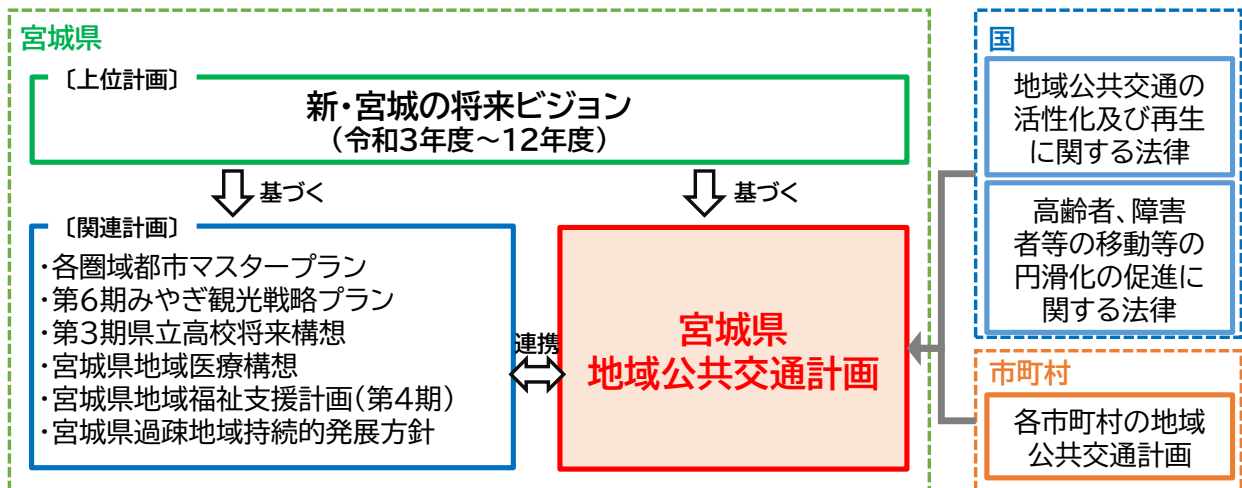 宮城県
〔上位計画〕
新・宮城の将来ビジョン
（令和3年度～12年度）
基づく
基づく
〔関連計画〕
・各圏域都市マスタープラン
・第6期みやぎ観光戦略プラン
・第3期県立高校将来構想
・宮城県地域医療構想
・宮城県地域福祉支援計画（第4期）
・宮城県過疎地域持続的発展方針
連携
宮城県
地域公共交通計画
国
地域公共交通の
活性化及び再生
に関する法律
高齢者、障害
者等の移動等の
円滑化の促進に
関する法律
市町村
各市町村の地域
公共交通計画